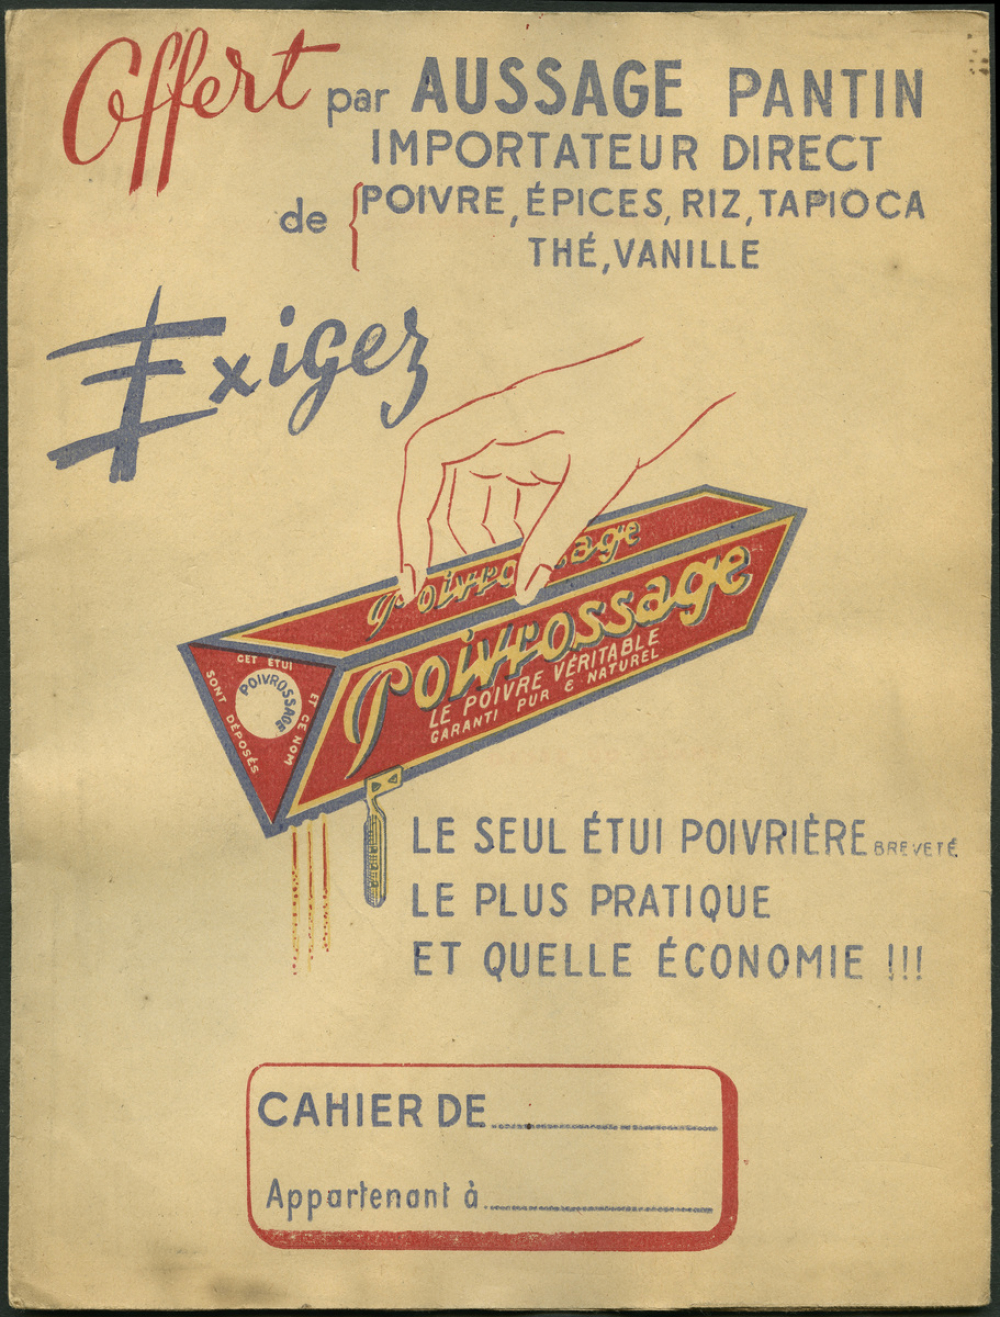 Offert par AUSSAGE PANTIN
IMPORTATEUR DIRECT
de { POIVRE, ÉPICES, RIZ, TAPIOCA
THÉ, VANILLE
Exigez
Poivrossage
Poivrossage
LE POIVRE VÉRITABLE
GARANTI PUR & NATUREL
CET ÉTUI
ET CE NOM
SONT DÉPOSÉS
POIVROSSAGE
LE SEUL ÉTUI POIVRIÈRE BREVETÉ
LE PLUS PRATIQUE
ET QUELLE ÉCONOMIE !!!
CAHIER DE
Appartenant à